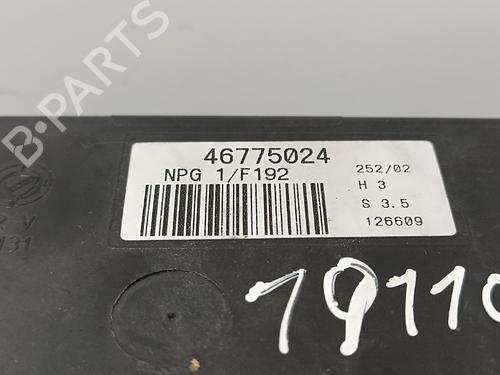 46775024
NPG 1/F192
252/02
H 3
S 3.5
126609
B-PARTS